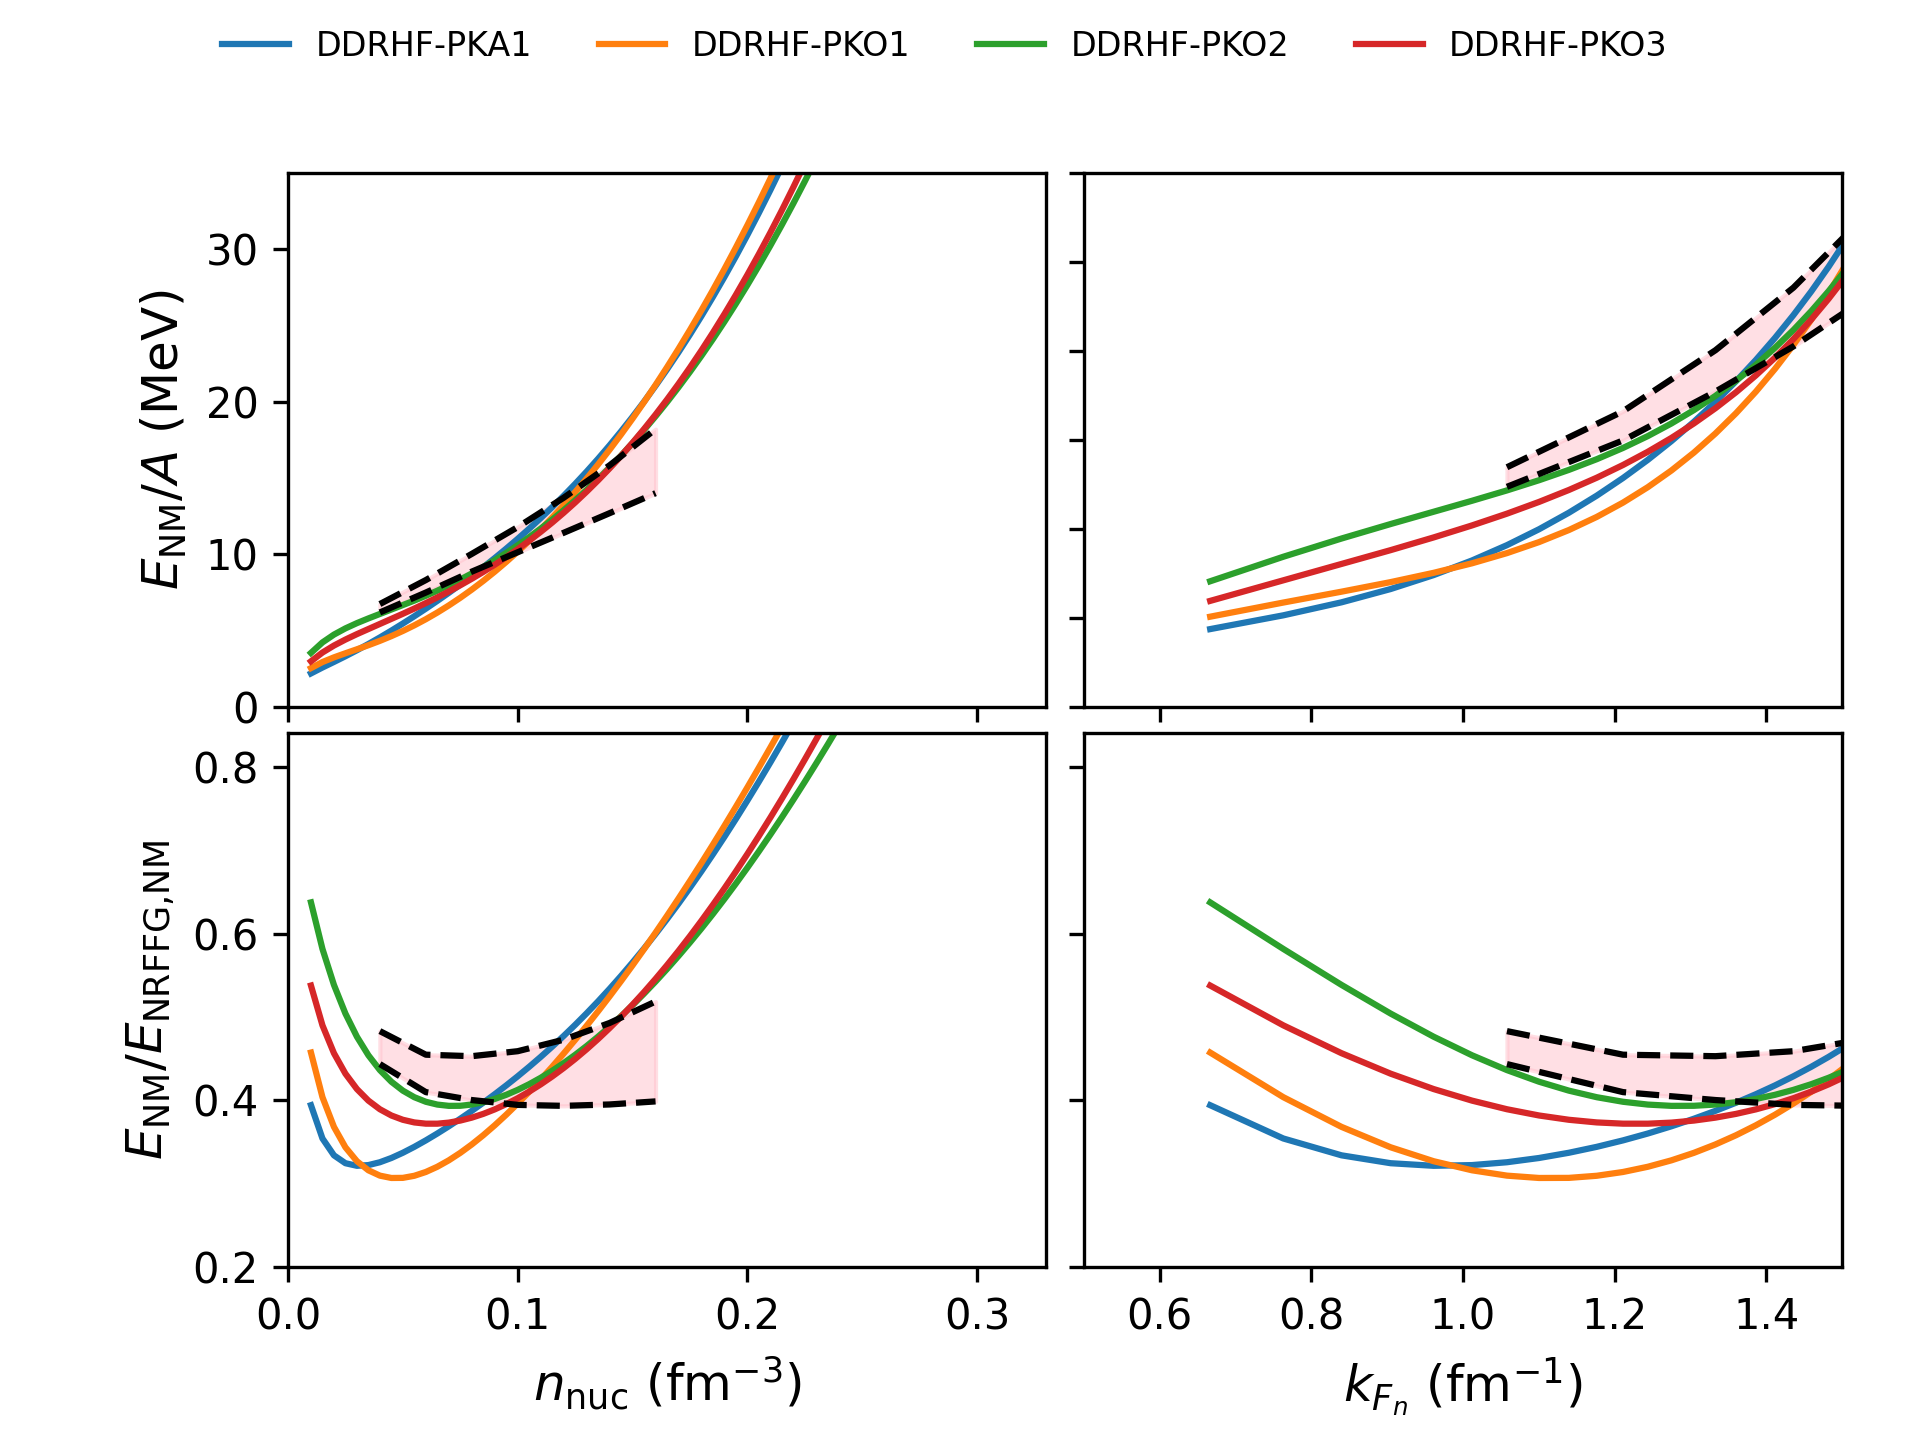 DDRHF-PKA1 DDRHF-PKO1 DDRHF-PKO2 DDRHF-PKO3
E_NM/A (MeV)
30
20
10
0
E_NM/E_NRFFG,NM
0.8
0.6
0.4
0.2
0.0 0.1 0.2 0.3
n_nuc (fm⁻³)
0.6 0.8 1.0 1.2 1.4
k_{F_n} (fm⁻¹)